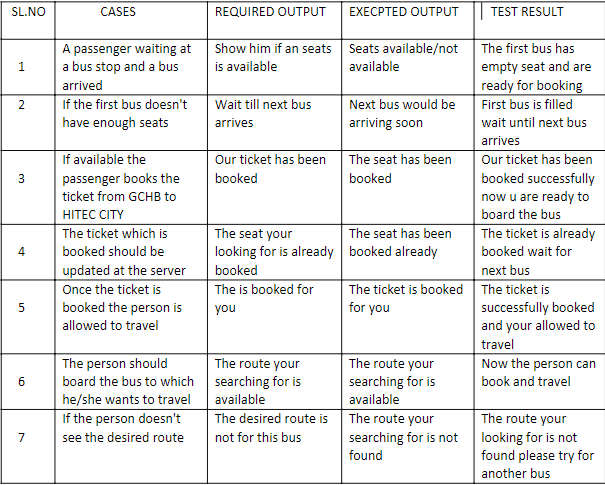 SL.NO CASES REQUIRED OUTPUT EXECPTED OUTPUT TEST RESULT
1
A passenger waiting at
a bus stop and a bus
arrived
Show him if an seats
is available
Seats available/not
available
The first bus has
empty seat and are
ready for booking
2
If the first bus doesn't
have enough seats
Wait till next bus
arrives
Next bus would be
arriving soon
First bus is filled
wait until next bus
arrives
3
If available the
passenger books the
ticket from GCHB to
HITEC CITY
Our ticket has been
booked
The seat has been
booked
Our ticket has been
booked successfully
now u are ready to
board the bus
4
The ticket which is
booked should be
updated at the server
The seat your
looking for is already
booked
The seat has been
booked already
The ticket is already
booked wait for
next bus
5
Once the ticket is
booked the person is
allowed to travel
The is booked for
you
The ticket is booked
for you
The ticket is
successfully booked
and your allowed to
travel
6
The person should
board the bus to which
he/she wants to travel
The route your
searching for is
available
The route your
searching for is
available
Now the person can
book and travel
7
If the person doesn't
see the desired route
The desired route is
not for this bus
The route your
searching for is not
found
The route your
looking for is not
found please try for
another bus